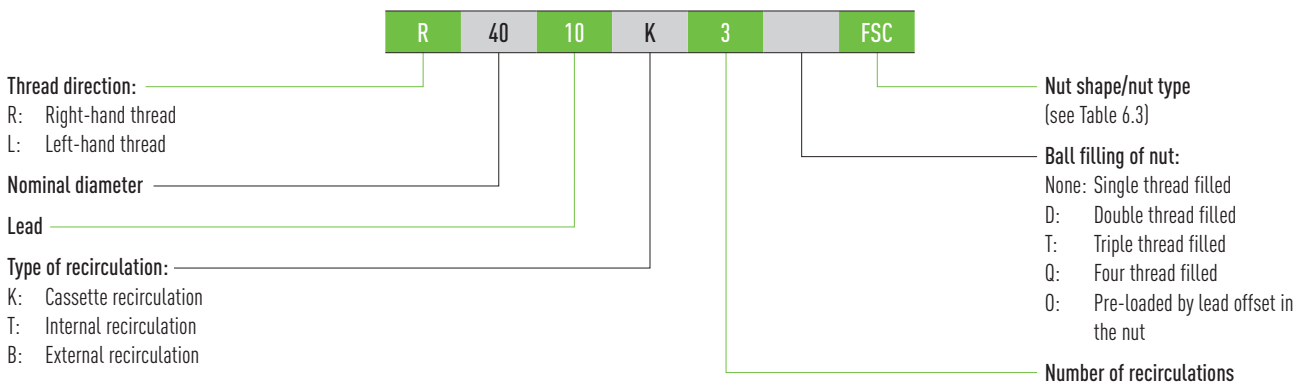 R 40 10 K 3 FSC
Thread direction:
R: Right-hand thread
L: Left-hand thread
Nominal diameter
Lead
Type of recirculation:
K: Cassette recirculation
T: Internal recirculation
B: External recirculation
Nut shape/nut type
(see Table 6.3)
Ball filling of nut:
None: Single thread filled
D: Double thread filled
T: Triple thread filled
Q: Four thread filled
O: Pre-loaded by lead offset in
the nut
Number of recirculations